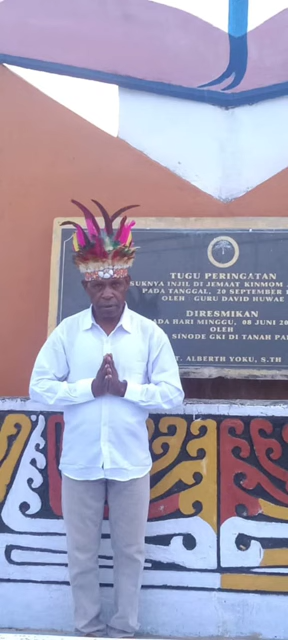 TUGU PERINGATAN
SUKNYA INJIL DI JEMAAT KINMOM
PADA TANGGAL, 20 SEPTEMBER
OLEH GURU DAVID HUWAE
DIRESMIKAN
ADA HARI MINGGU, 08 JUNI 20
OLEH
SINODE GKI DI TANAH PA
T. ALBERTH YOKU, S.TH